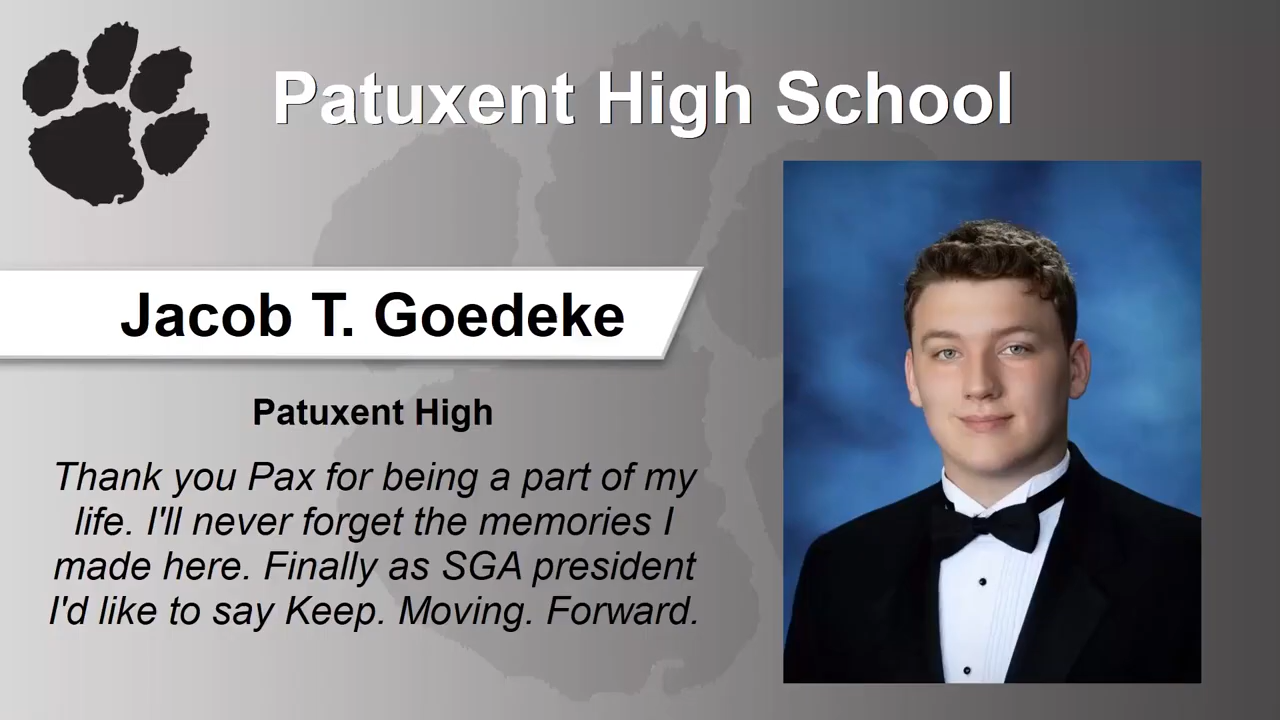 Patuxent High School
Jacob T. Goedeke
Patuxent High
Thank you Pax for being a part of my
life. I'll never forget the memories I
made here. Finally as SGA president
I'd like to say Keep. Moving. Forward.